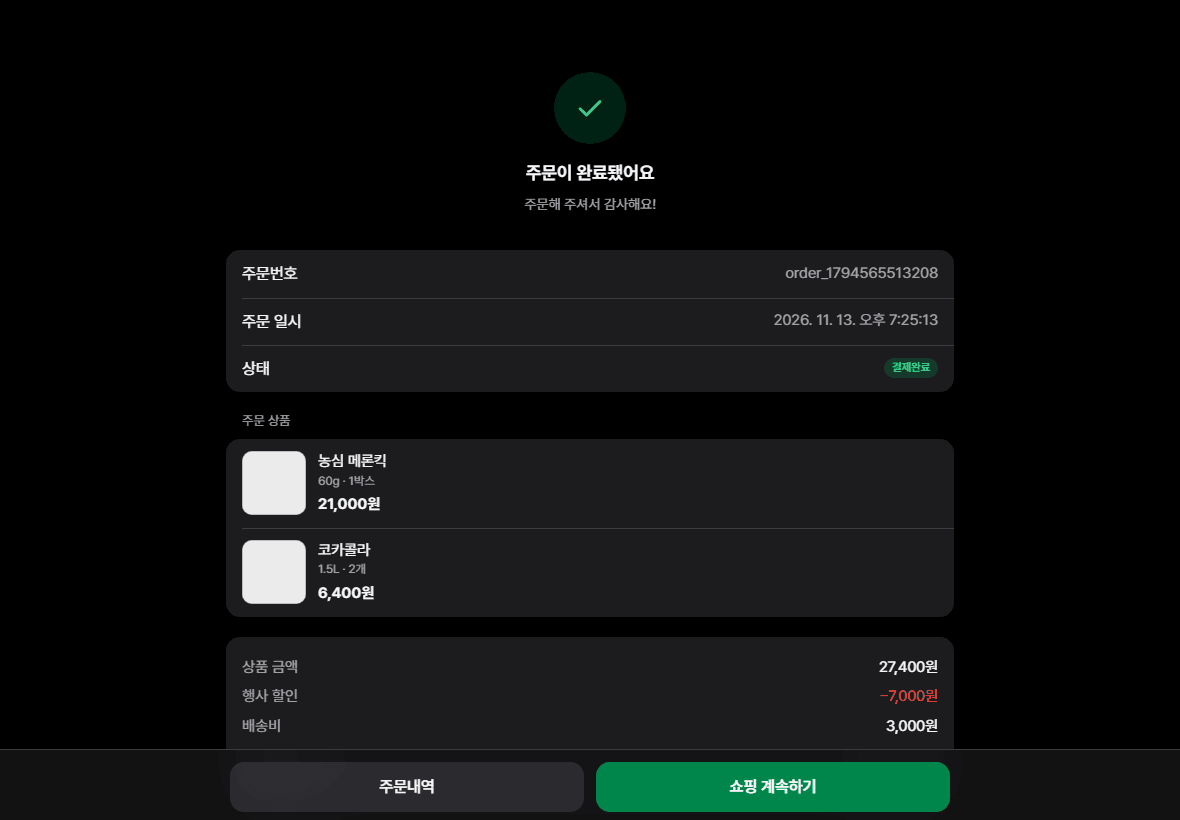 주문이 완료됐어요
주문해 주셔서 감사해요!
주문번호 order_1794565513208
주문 일시 2026. 11. 13. 오후 7:25:13
상태 결제완료
주문 상품
농심 메론킥
60g · 1박스
21,000원
코카콜라
1.5L · 2개
6,400원
상품 금액 27,400원
행사 할인 −7,000원
배송비 3,000원
주문내역 쇼핑 계속하기